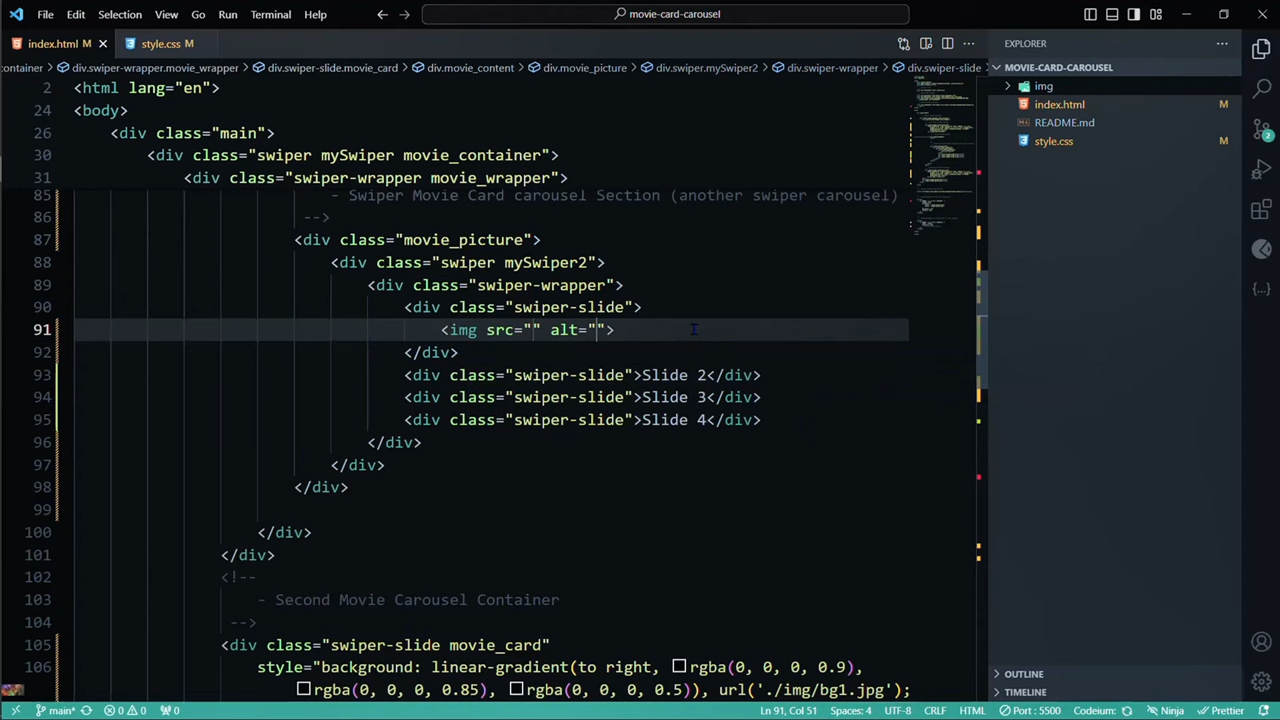 File Edit Selection View Go Run Terminal Help
movie-card-carousel
index.html M
style.css M
EXPLORER
container > div.swiper-wrapper.movie_wrapper > div.swiper-slide.movie_card > div.movie_content > div.movie_picture > div.swiper.mySwiper2 > div.swiper-wrapper > div.swiper-slide
MOVIE-CARD-CAROUSEL
img
index.html M
README.md
style.css M
2 <html lang="en">
24 <body>
26 <div class="main">
30 <div class="swiper mySwiper movie_container">
31 <div class="swiper-wrapper movie_wrapper">
85 - Swiper Movie Card carousel Section (another swiper carousel)
86 -->
87 <div class="movie_picture">
88 <div class="swiper mySwiper2">
89 <div class="swiper-wrapper">
90 <div class="swiper-slide">
91 <img src="" alt="">
92 </div>
93 <div class="swiper-slide">Slide 2</div>
94 <div class="swiper-slide">Slide 3</div>
95 <div class="swiper-slide">Slide 4</div>
96 </div>
97 </div>
98 </div>
99
100 </div>
101 </div>
102 <!--
103 - Second Movie Carousel Container
104 -->
105 <div class="swiper-slide movie_card"
106 style="background: linear-gradient(to right, rgba(0, 0, 0, 0.9),
rgba(0, 0, 0, 0.85), rgba(0, 0, 0, 0.5)), url('./img/bg1.jpg');
2
OUTLINE
TIMELINE
main* 0 0 0 Ln 91, Col 51 Spaces: 4 UTF-8 CRLF HTML Port : 5500 Codeium: Ninja Prettier